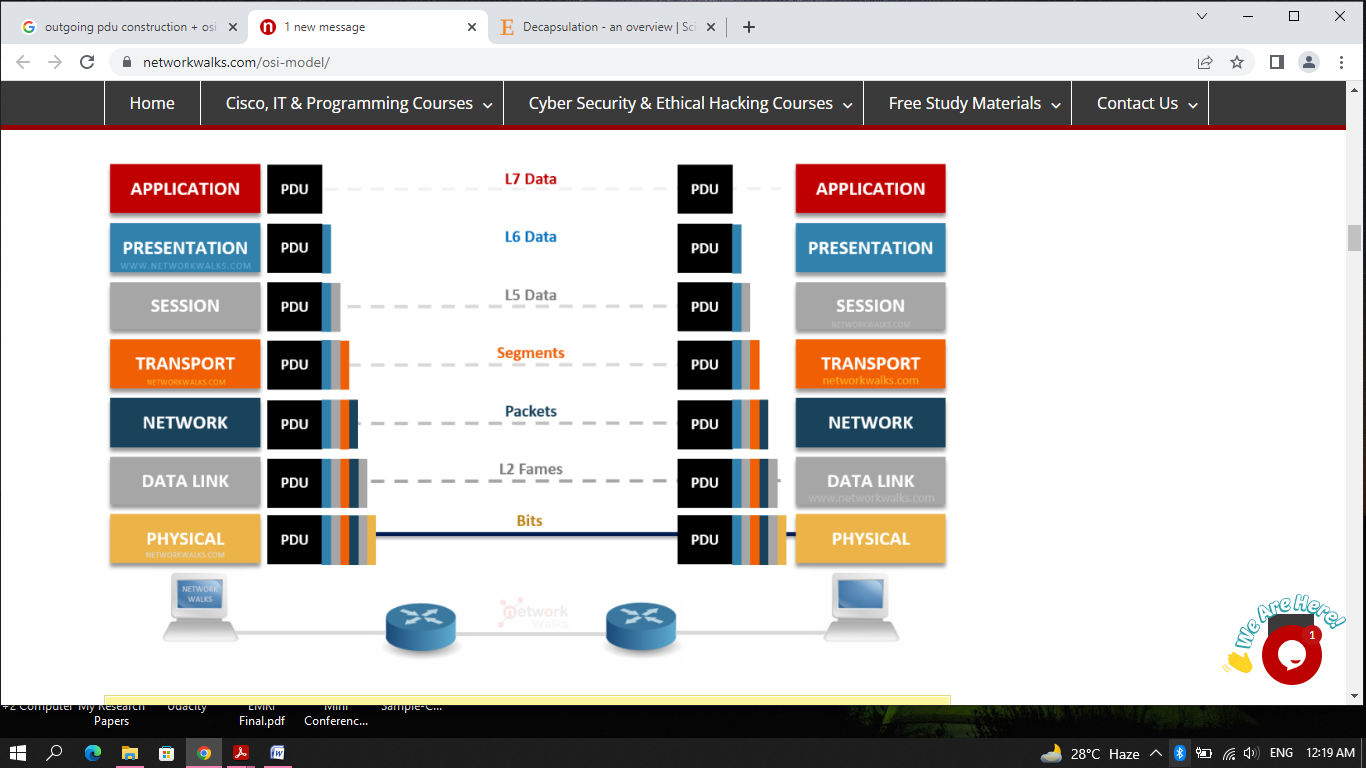 outgoing pdu construction + osi
1 new message
Decapsulation - an overview | Sci
networkwalks.com/osi-model/
Home
Cisco, IT & Programming Courses
Cyber Security & Ethical Hacking Courses
Free Study Materials
Contact Us
APPLICATION PDU L7 Data PDU APPLICATION
PRESENTATION PDU L6 Data PDU PRESENTATION
WWW.NETWORKWALKS.COM
SESSION PDU L5 Data PDU SESSION
NETWORKWALKS.COM
TRANSPORT PDU Segments PDU TRANSPORT
NETWORKWALKS.COM networkwalks.com
NETWORK PDU Packets PDU NETWORK
DATA LINK PDU L2 Fames PDU DATA LINK
www.networkwalks.com
PHYSICAL PDU Bits PDU PHYSICAL
NETWORKWALKS.COM
NETWORK
WALKS
network
Walks
We Are Here!
1
+2 Computer My Research Udacity EMRI Mini Sample-C...
Papers Final.pdf Conferenc...
28°C Haze ENG 12:19 AM